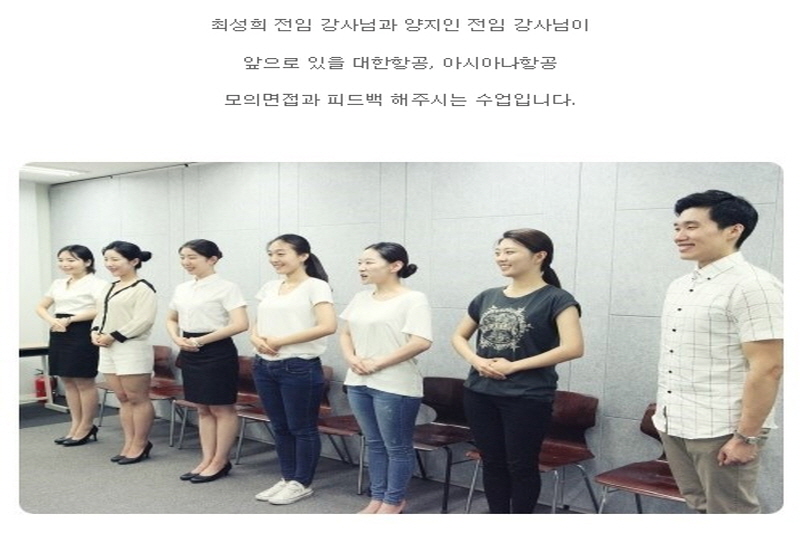 최성희 전임 강사님과 양지인 전임 강사님이
앞으로 있을 대한항공, 아시아나항공
모의면접과 피드백 해주시는 수업입니다.